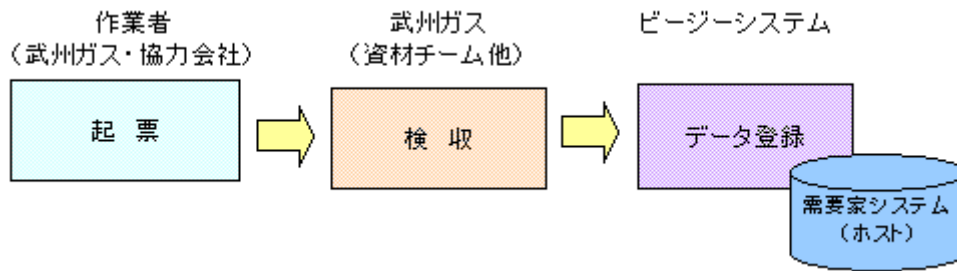 作業者
(武州ガス・協力会社)
武州ガス
(資材チーム他)
ビージーシステム
起 票
検 収
データ登録
需要家システム
(ホスト)